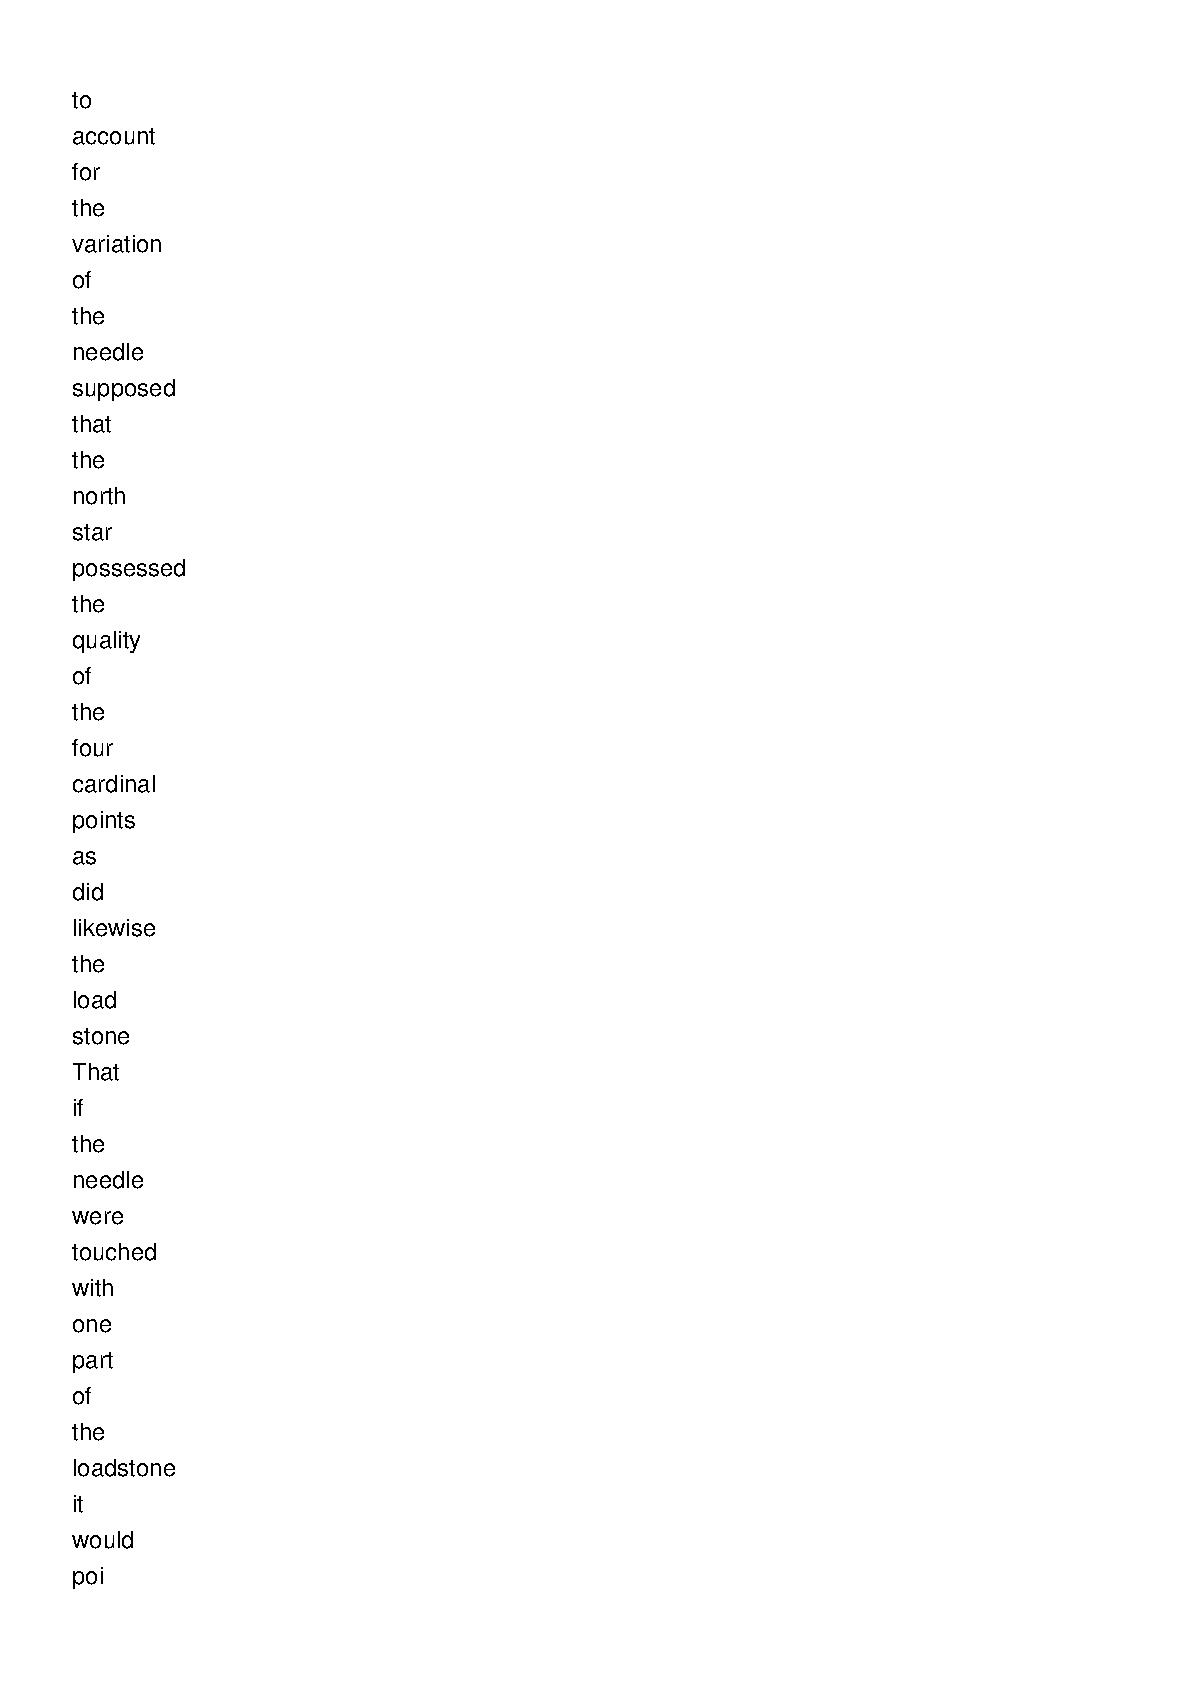 to
account
for
the
variation
of
the
needle
supposed
that
the
north
star
possessed
the
quality
of
the
four
cardinal
points
as
did
likewise
the
load
stone
That
if
the
needle
were
touched
with
one
part
of
the
loadstone
it
would
poi